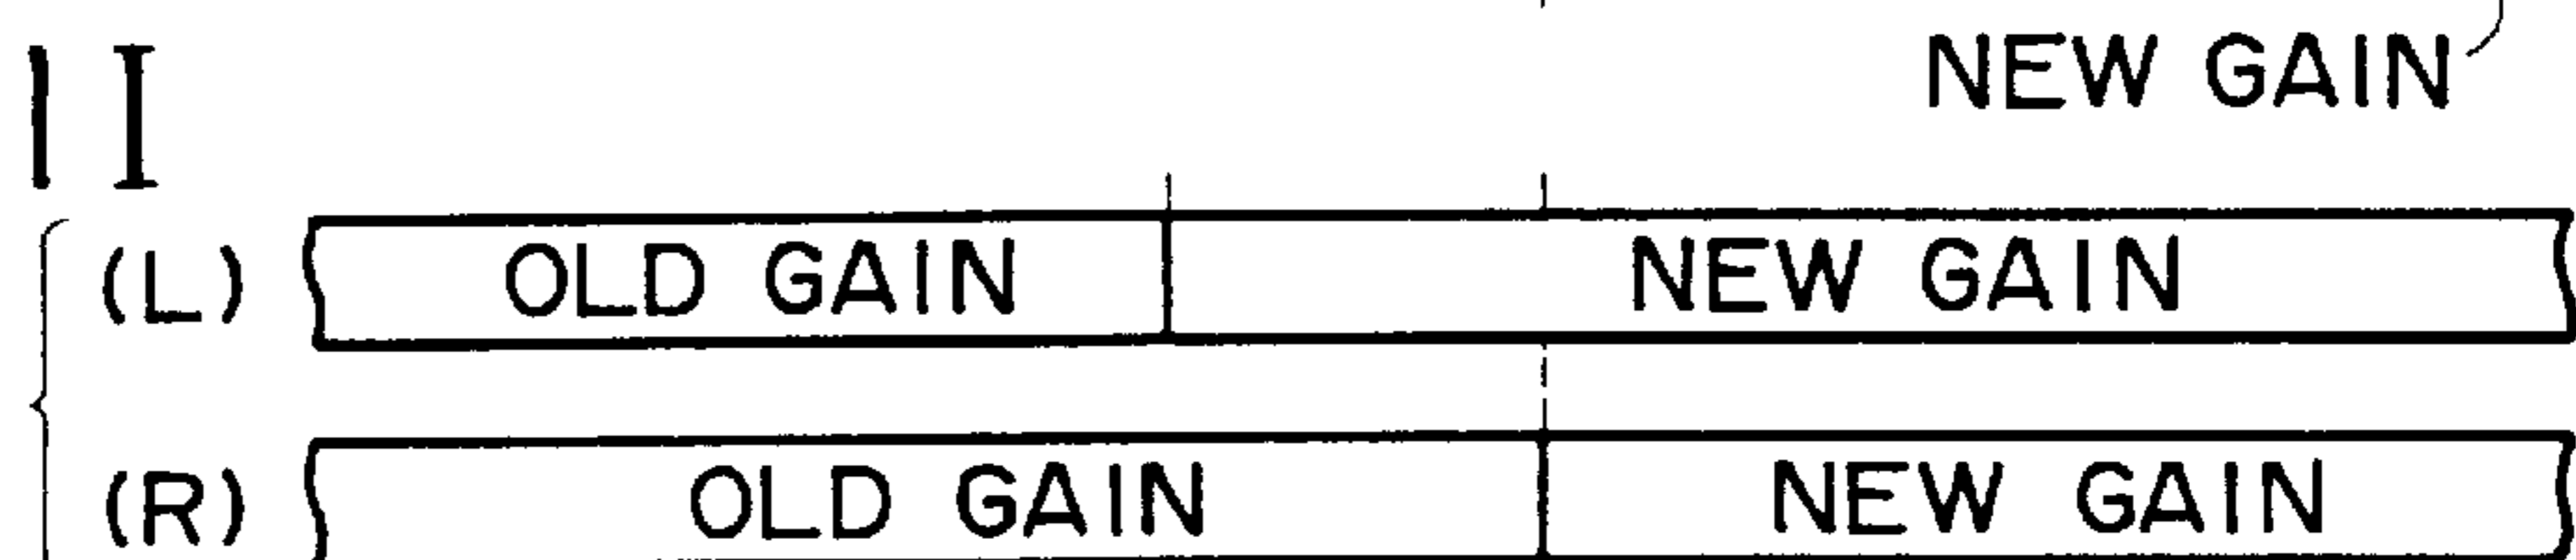 NEW GAIN
II
(L) OLD GAIN NEW GAIN
(R) OLD GAIN NEW GAIN